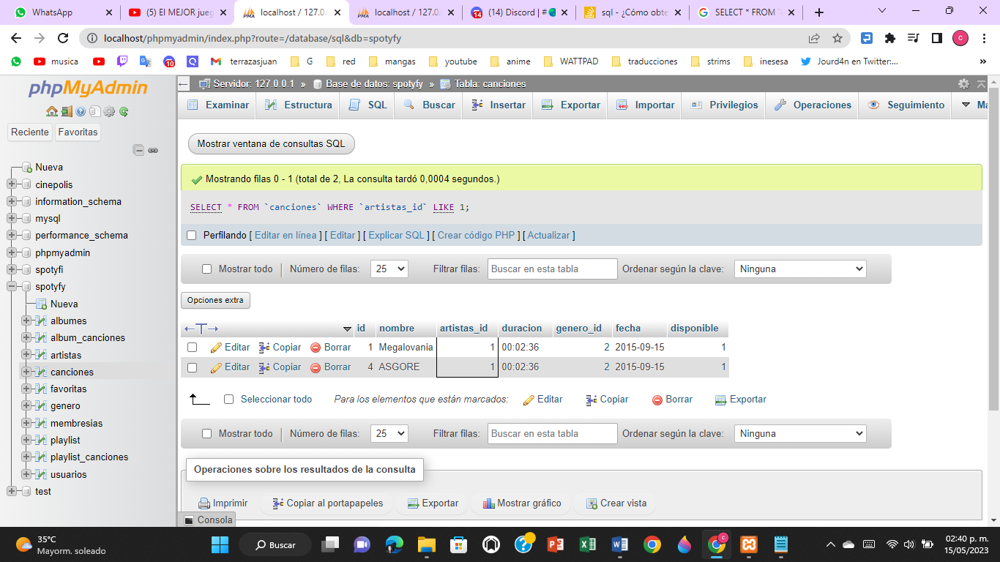 WhatsApp
(5) El MEJOR jueg
localhost / 127.0.
localhost / 127.0.
(14) Discord | #
sql - ¿Cómo obte
SELECT * FROM
localhost/phpmyadmin/index.php?route=/database/sql&db=spotyfy
c
musica
10
terrazasjuan
G
red
mangas
youtube
anime
WATTPAD
traducciones
strims
inesesa
Jourd4n en Twitter:...
»
phpMyAdmin
Reciente
Favoritas
Nueva
cinepolis
information_schema
mysql
performance_schema
phpmyadmin
spotyfi
spotyfy
Nueva
albumes
album_canciones
artistas
canciones
favoritas
genero
membresias
playlist
playlist_canciones
usuarios
test
Servidor: 127.0.0.1 » Base de datos: spotyfy » Tabla: canciones
Examinar Estructura SQL Buscar Insertar Exportar Importar Privilegios Operaciones Seguimiento Má
Mostrar ventana de consultas SQL
Mostrando filas 0 - 1 (total de 2, La consulta tardó 0,0004 segundos.)
SELECT * FROM `canciones` WHERE `artistas_id` LIKE 1;
Perfilando [ Editar en línea ] [ Editar ] [ Explicar SQL ] [ Crear código PHP ] [ Actualizar ]
Mostrar todo | Número de filas: 25 Filtrar filas: Buscar en esta tabla Ordenar según la clave: Ninguna
Opciones extra
id nombre artistas_id duracion genero_id fecha disponible
Editar Copiar Borrar 1 Megalovania 1 00:02:36 2 2015-09-15 1
Editar Copiar Borrar 4 ASGORE 1 00:02:36 2 2015-09-15 1
Seleccionar todo Para los elementos que están marcados: Editar Copiar Borrar Exportar
Mostrar todo | Número de filas: 25 Filtrar filas: Buscar en esta tabla Ordenar según la clave: Ninguna
Operaciones sobre los resultados de la consulta
Imprimir Copiar al portapapeles Exportar Mostrar gráfico Crear vista
Consola
35°C
Mayorm. soleado
Buscar
02:40 p. m.
15/05/2023